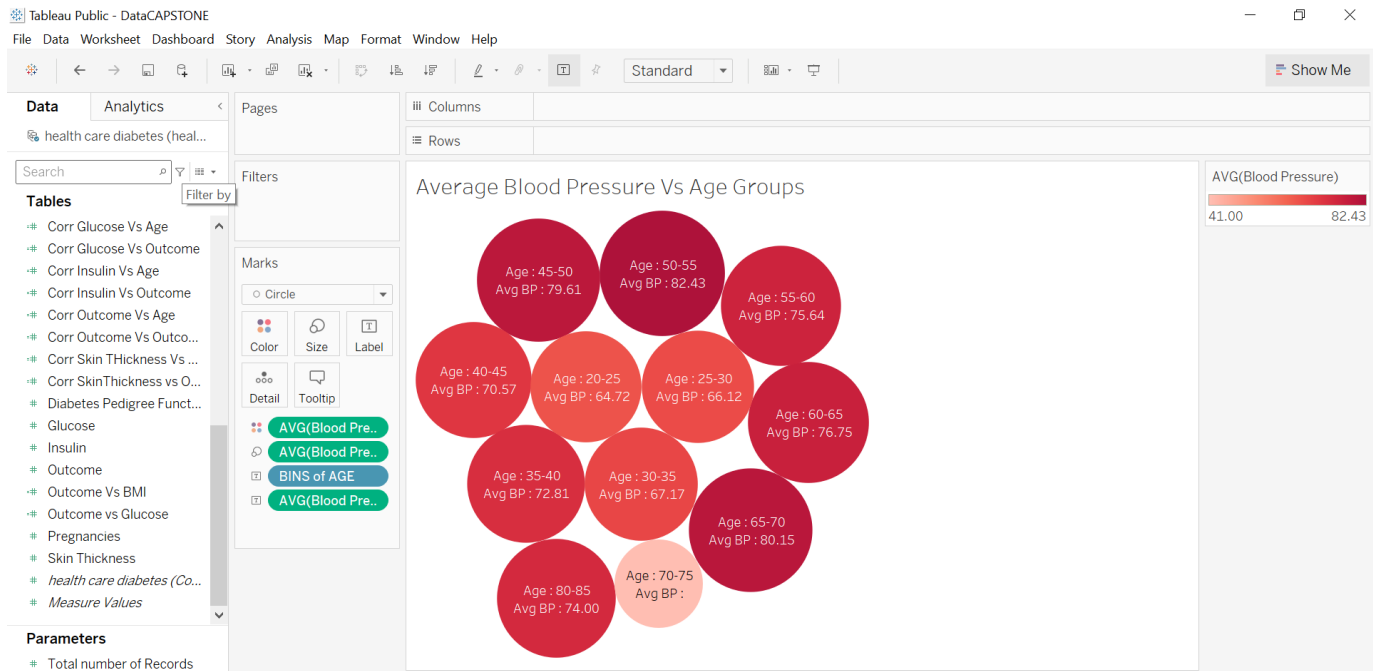 Tableau Public - DataCAPSTONE
File Data Worksheet Dashboard Story Analysis Map Format Window Help
Standard
Show Me
Data Analytics
health care diabetes (heal...
Search
Filter by
Tables
Corr Glucose Vs Age
Corr Glucose Vs Outcome
Corr Insulin Vs Age
Corr Insulin Vs Outcome
Corr Outcome Vs Age
Corr Outcome Vs Outco...
Corr Skin THickness Vs ...
Corr SkinThickness vs O...
Diabetes Pedigree Funct...
Glucose
Insulin
Outcome
Outcome Vs BMI
Outcome vs Glucose
Pregnancies
Skin Thickness
health care diabetes (Co...
Measure Values
Parameters
Total number of Records
Pages
Filters
Marks
Circle
Color Size Label
Detail Tooltip
AVG(Blood Pre..
AVG(Blood Pre..
BINS of AGE
AVG(Blood Pre..
Columns
Rows
Average Blood Pressure Vs Age Groups
Age : 45-50
Avg BP : 79.61
Age : 50-55
Avg BP : 82.43
Age : 55-60
Avg BP : 75.64
Age : 40-45
Avg BP : 70.57
Age : 20-25
Avg BP : 64.72
Age : 25-30
Avg BP : 66.12
Age : 60-65
Avg BP : 76.75
Age : 35-40
Avg BP : 72.81
Age : 30-35
Avg BP : 67.17
Age : 65-70
Avg BP : 80.15
Age : 80-85
Avg BP : 74.00
Age : 70-75
Avg BP :
AVG(Blood Pressure)
41.00 82.43